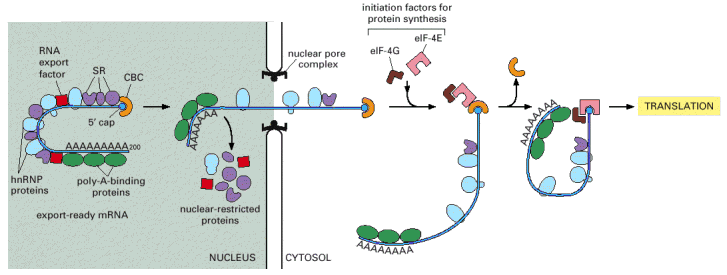 initiation factors for
protein synthesis
eIF-4E
eIF-4G
RNA
export
factor
SR
CBC
nuclear pore
complex
5′ cap
AAAAAAAAA200
AAAAAAA
hnRNP
proteins
poly-A-binding
proteins
export-ready mRNA
nuclear-restricted
proteins
NUCLEUS
CYTOSOL
AAAAAAAA
AAAAAAAA
TRANSLATION